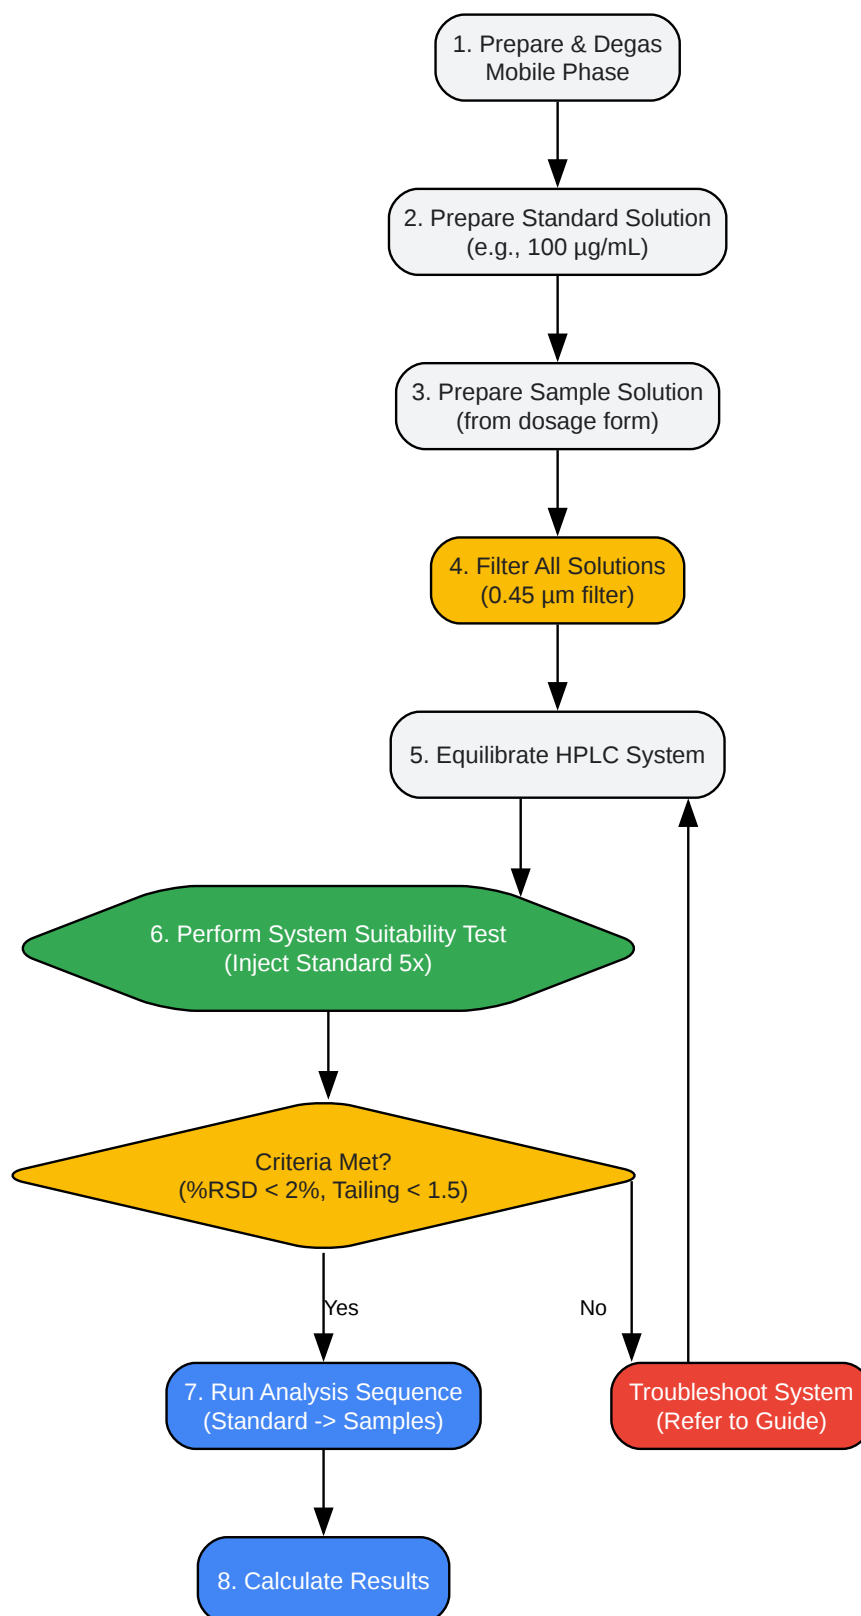 1. Prepare & Degas
Mobile Phase
2. Prepare Standard Solution
(e.g., 100 µg/mL)
3. Prepare Sample Solution
(from dosage form)
4. Filter All Solutions
(0.45 µm filter)
5. Equilibrate HPLC System
6. Perform System Suitability Test
(Inject Standard 5x)
Criteria Met?
(%RSD < 2%, Tailing < 1.5)
Yes
No
7. Run Analysis Sequence
(Standard -> Samples)
Troubleshoot System
(Refer to Guide)
8. Calculate Results